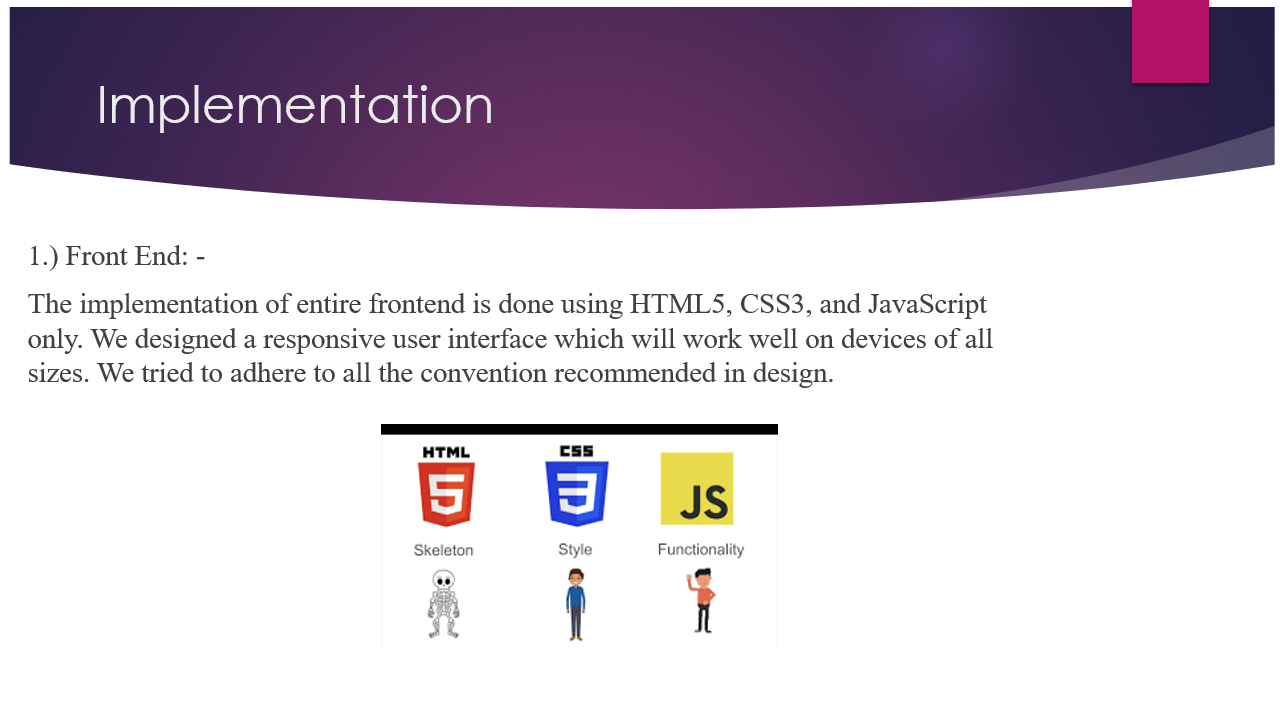 Implementation
1.) Front End: -
The implementation of entire frontend is done using HTML5, CSS3, and JavaScript
only. We designed a responsive user interface which will work well on devices of all
sizes. We tried to adhere to all the convention recommended in design.
HTML CSS
5 3 JS
Skeleton Style Functionality